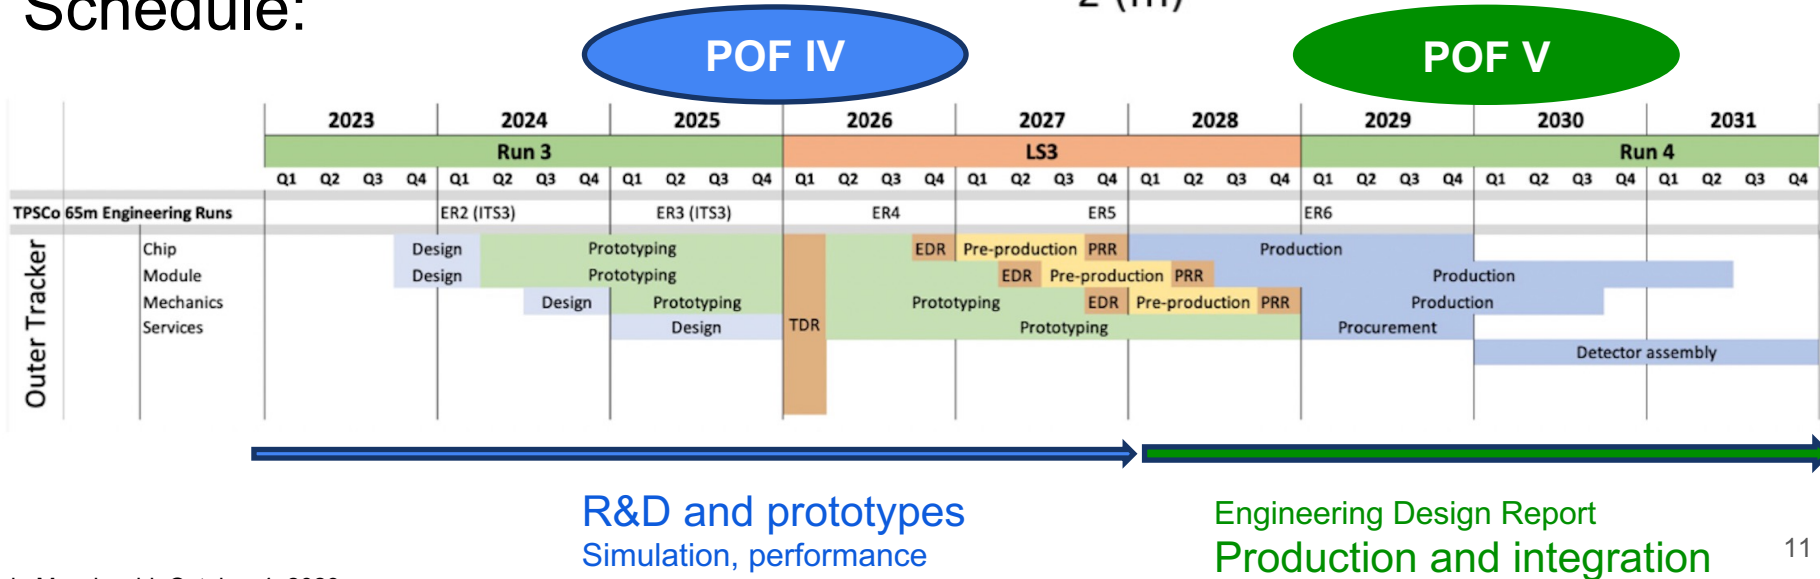 Schedule:
z (m)
POF IV
POF V
2023 2024 2025 2026 2027 2028 2029 2030 2031
Run 3 LS3 Run 4
Q1 Q2 Q3 Q4 Q1 Q2 Q3 Q4 Q1 Q2 Q3 Q4 Q1 Q2 Q3 Q4 Q1 Q2 Q3 Q4 Q1 Q2 Q3 Q4 Q1 Q2 Q3 Q4 Q1 Q2 Q3 Q4 Q1 Q2 Q3 Q4
TPSCo 65m Engineering Runs ER2 (ITS3) ER3 (ITS3) ER4 ER5 ER6
Outer Tracker
Chip Design Prototyping EDR Pre-production PRR Production
Module Design Prototyping EDR Pre-production PRR Production
Mechanics Design Prototyping Prototyping EDR Pre-production PRR Production
Services Design TDR Prototyping Procurement
Detector assembly
R&D and prototypes
Simulation, performance
Engineering Design Report
Production and integration
11